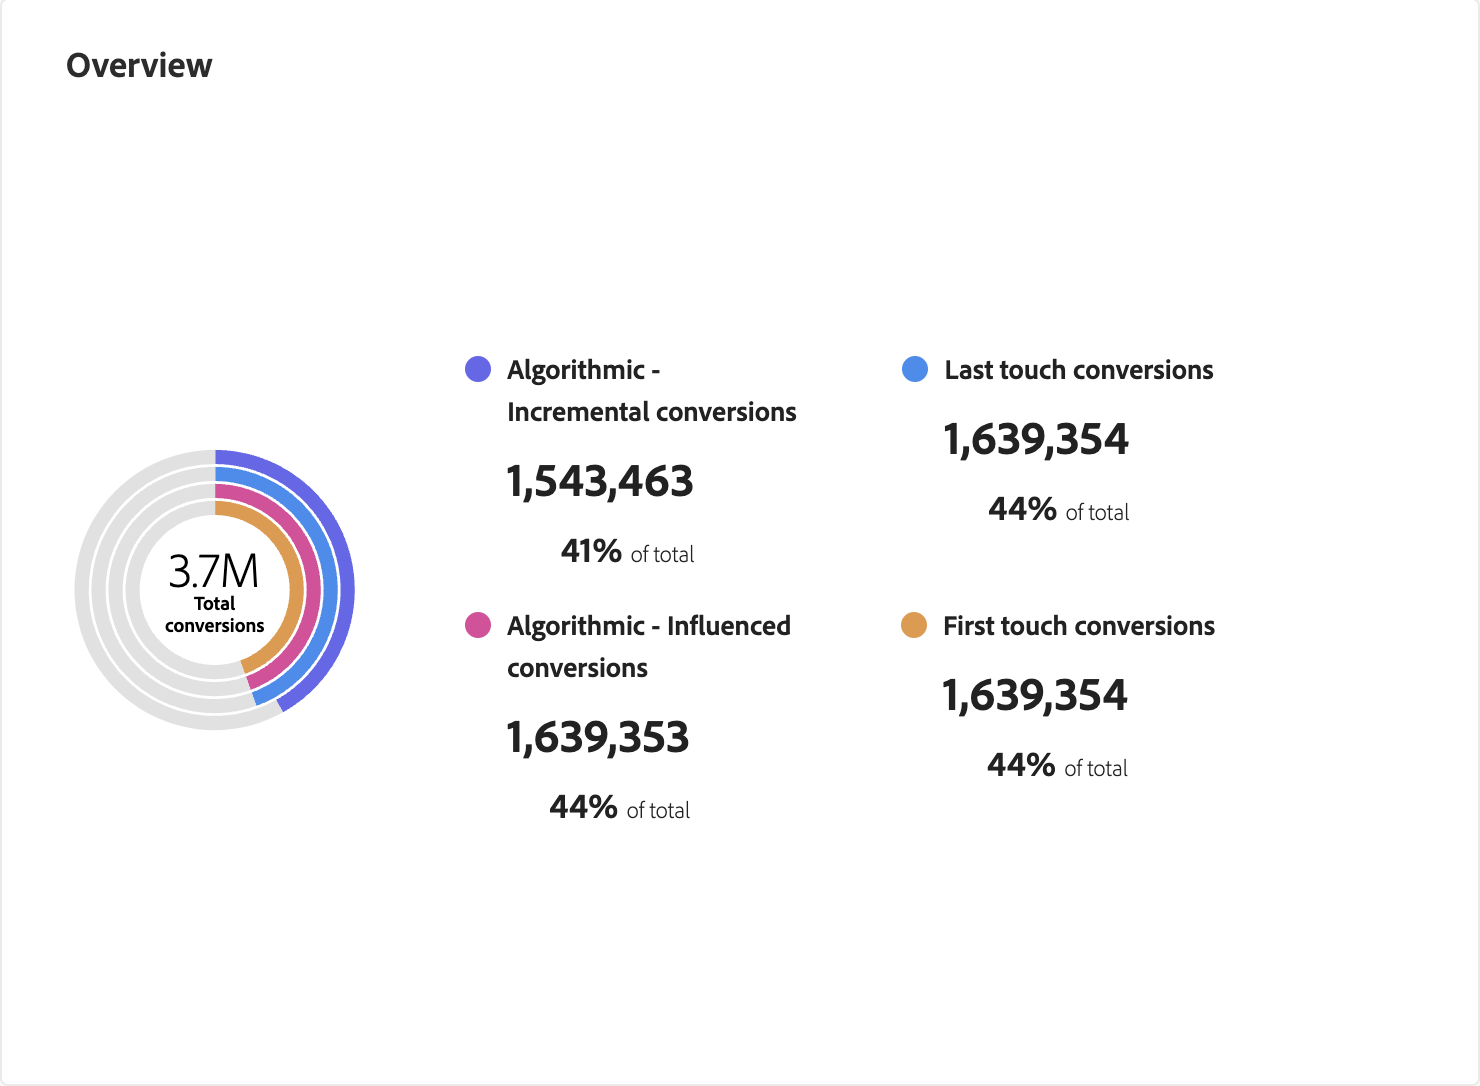 Overview
3.7M
Total
conversions
Algorithmic -
Incremental conversions
1,543,463
41% of total
Last touch conversions
1,639,354
44% of total
Algorithmic - Influenced
conversions
1,639,353
44% of total
First touch conversions
1,639,354
44% of total